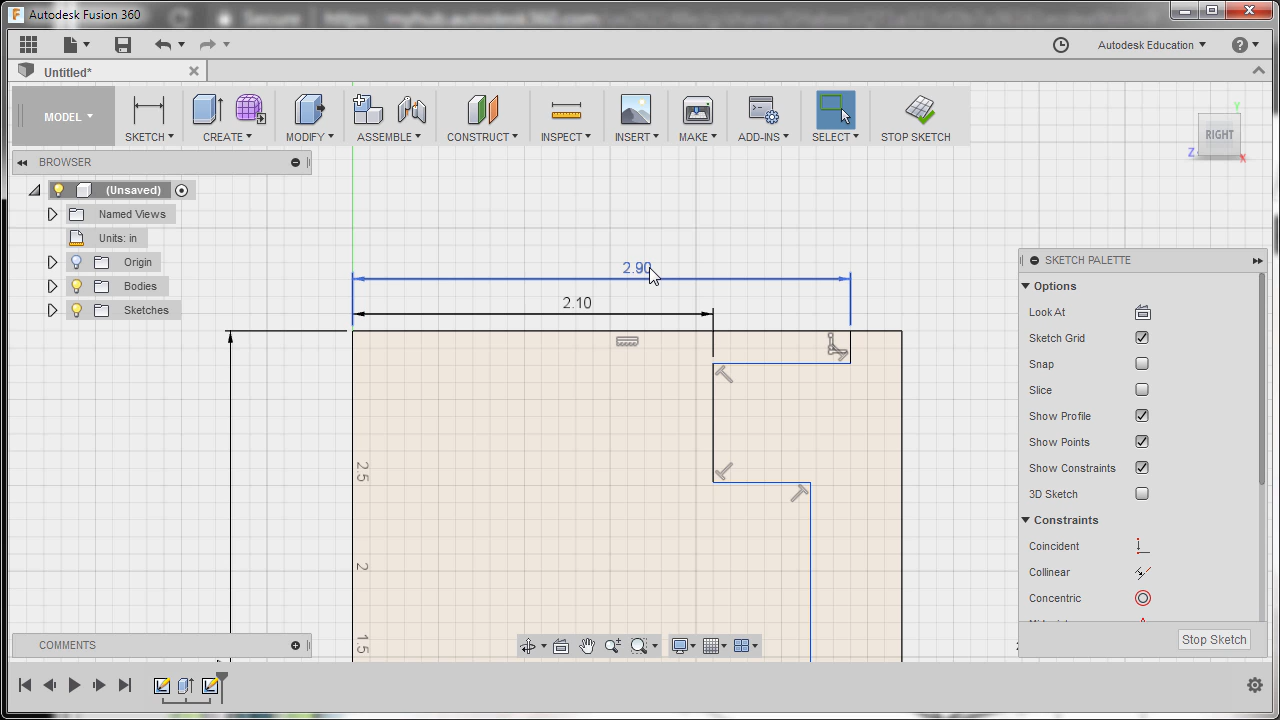 Autodesk Fusion 360
Autodesk Education
Untitled*
MODEL
SKETCH
CREATE
MODIFY
ASSEMBLE
CONSTRUCT
INSPECT
INSERT
MAKE
ADD-INS
SELECT
STOP SKETCH
BROWSER
(Unsaved)
Named Views
Units: in
Origin
Bodies
Sketches
Y
RIGHT
Z
X
2.90
2.10
2.5
2
1.5
SKETCH PALETTE
Options
Look At
Sketch Grid
Snap
Slice
Show Profile
Show Points
Show Constraints
3D Sketch
Constraints
Coincident
Collinear
Concentric
Stop Sketch
COMMENTS